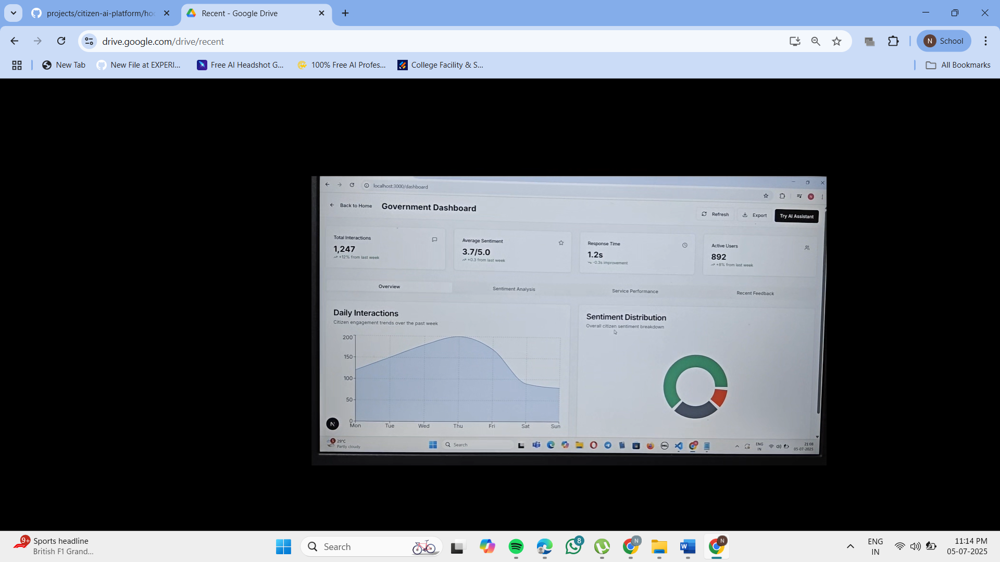 projects/citizen-ai-platform/hoo
Recent - Google Drive
drive.google.com/drive/recent
N School
New Tab
New File at EXPERI...
Free AI Headshot G...
100% Free AI Profes...
College Facility & S...
All Bookmarks
localhost:3000/dashboard
N
Back to Home
Government Dashboard
Refresh
Export
Try AI Assistant
Total Interactions
1,247
+12% from last week
Average Sentiment
3.7/5.0
+0.3 from last week
Response Time
1.2s
-0.3s improvement
Active Users
892
+8% from last week
Overview
Sentiment Analysis
Service Performance
Recent Feedback
Daily Interactions
Citizen engagement trends over the past week
200
150
100
50
0
Mon Tue Wed Thu Fri Sat Sun
N
Sentiment Distribution
Overall citizen sentiment breakdown
5
29°C
Partly cloudy
Search
DELL
ENG
IN
21:08
05-07-2025
9+
Sports headline
British F1 Grand...
Search
8
N
W
N
ENG
IN
11:14 PM
05-07-2025